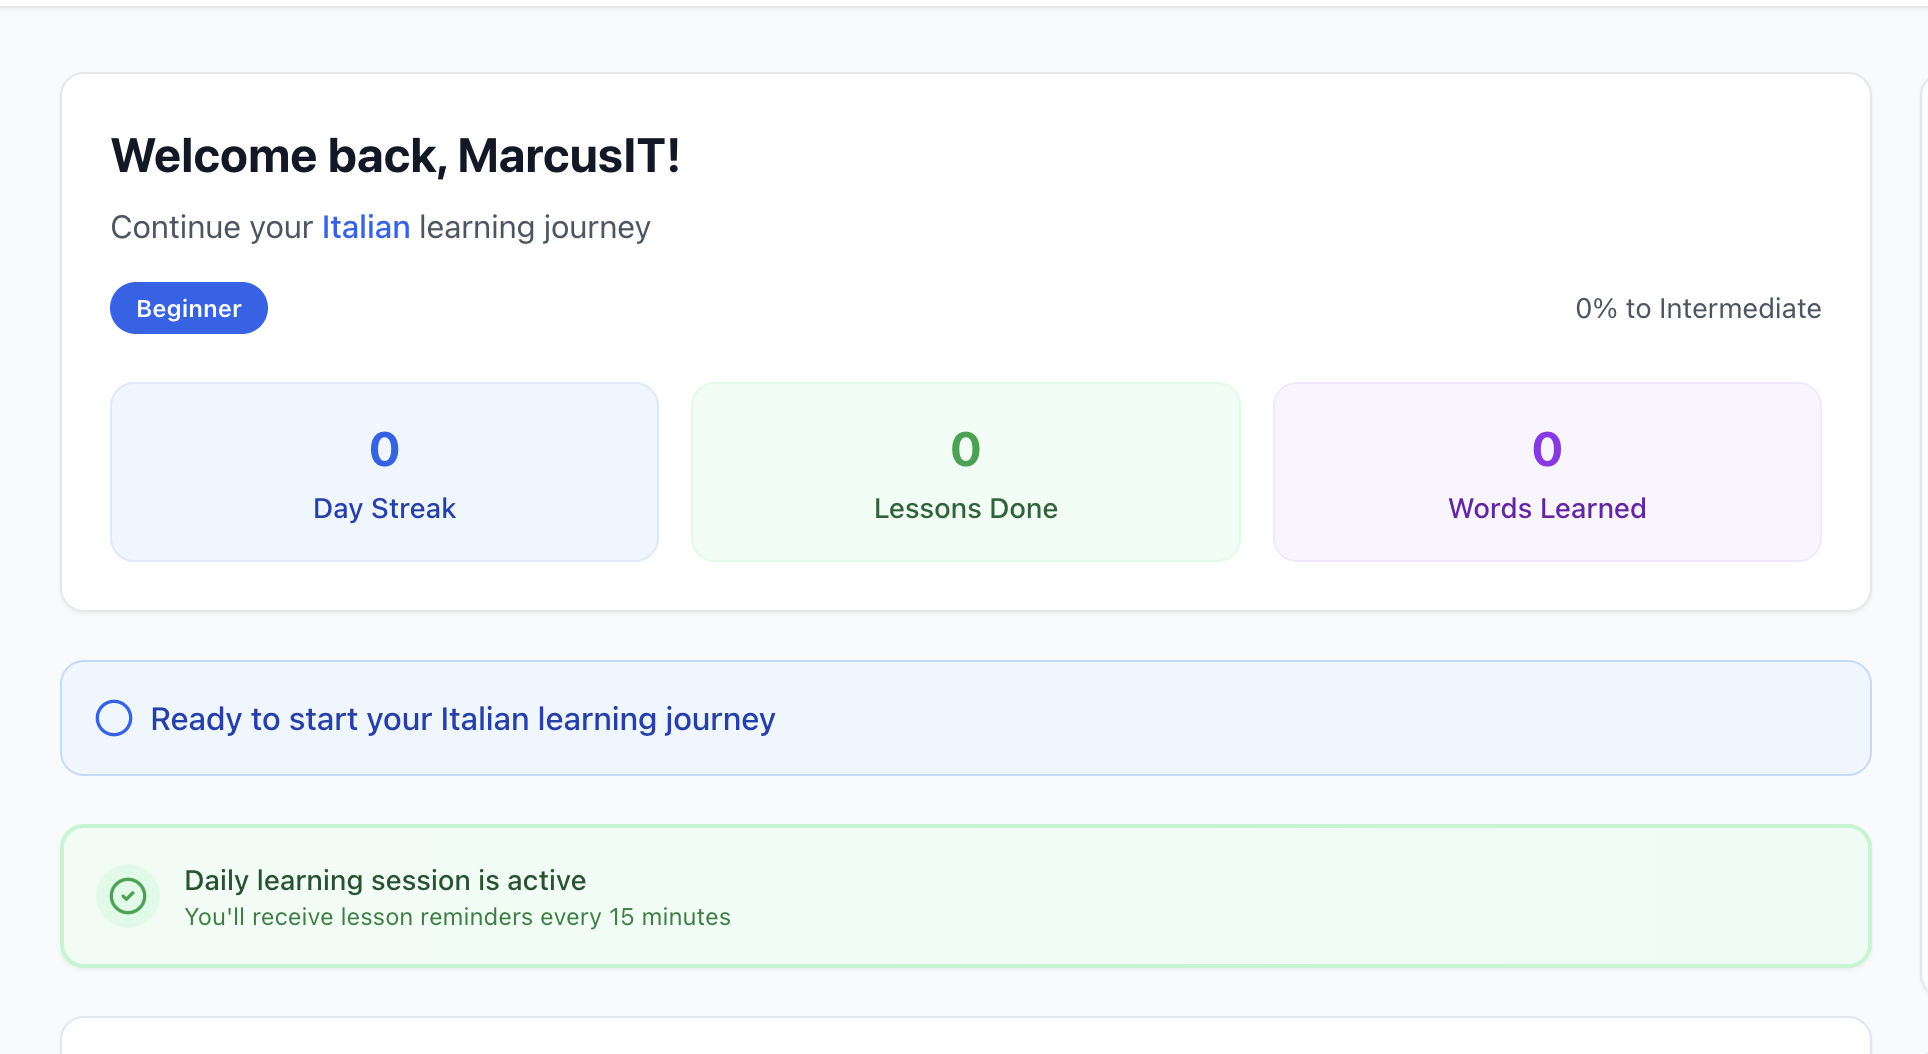 Welcome back, MarcusIT!
Continue your Italian learning journey
Beginner
0% to Intermediate
0
Day Streak
0
Lessons Done
0
Words Learned
Ready to start your Italian learning journey
Daily learning session is active
You'll receive lesson reminders every 15 minutes